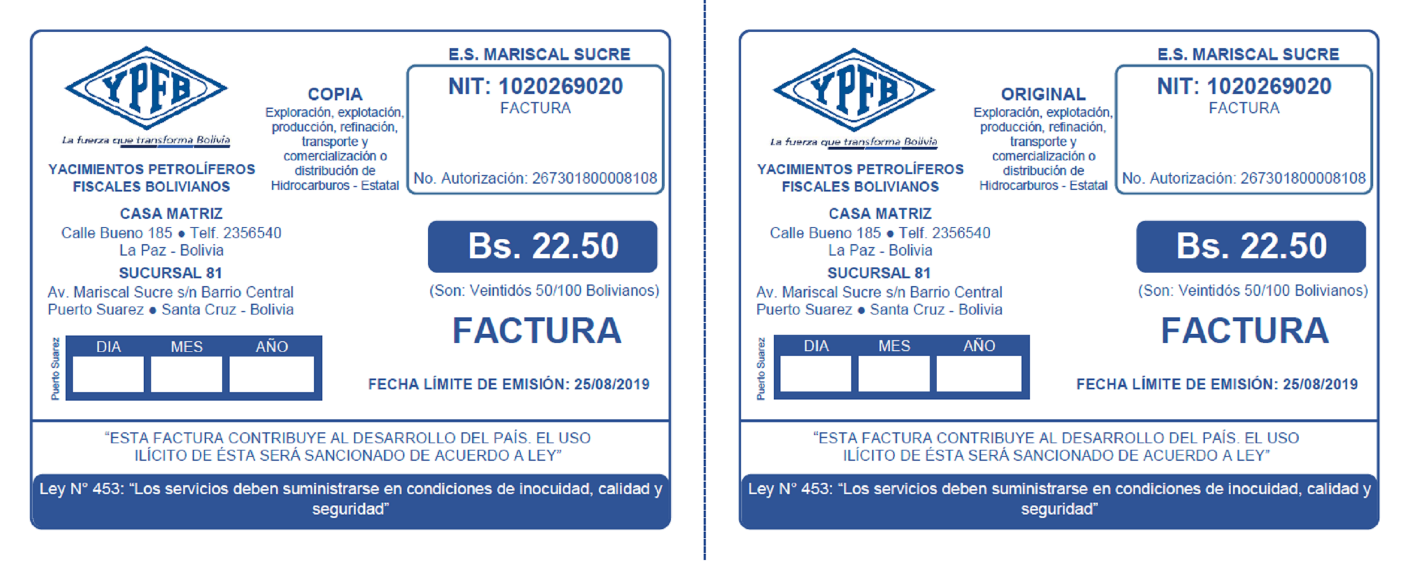 E.S. MARISCAL SUCRE
YPFB
La fuerza que transforma Bolivia
YACIMIENTOS PETROLÍFEROS
FISCALES BOLIVIANOS
COPIA
Exploración, explotación,
producción, refinación,
transporte y
comercialización o
distribución de
Hidrocarburos - Estatal
NIT: 1020269020
FACTURA
No. Autorización: 267301800008108
CASA MATRIZ
Calle Bueno 185 ● Telf. 2356540
La Paz - Bolivia
SUCURSAL 81
Av. Mariscal Sucre s/n Barrio Central
Puerto Suarez ● Santa Cruz - Bolivia
Bs. 22.50
(Son: Veintidós 50/100 Bolivianos)
FACTURA
Puerto Suarez
DIA MES AÑO
FECHA LÍMITE DE EMISIÓN: 25/08/2019
“ESTA FACTURA CONTRIBUYE AL DESARROLLO DEL PAÍS. EL USO
ILÍCITO DE ÉSTA SERÁ SANCIONADO DE ACUERDO A LEY”
Ley N° 453: “Los servicios deben suministrarse en condiciones de inocuidad, calidad y
seguridad”
E.S. MARISCAL SUCRE
YPFB
La fuerza que transforma Bolivia
YACIMIENTOS PETROLÍFEROS
FISCALES BOLIVIANOS
ORIGINAL
Exploración, explotación,
producción, refinación,
transporte y
comercialización o
distribución de
Hidrocarburos - Estatal
NIT: 1020269020
FACTURA
No. Autorización: 267301800008108
CASA MATRIZ
Calle Bueno 185 ● Telf. 2356540
La Paz - Bolivia
SUCURSAL 81
Av. Mariscal Sucre s/n Barrio Central
Puerto Suarez ● Santa Cruz - Bolivia
Bs. 22.50
(Son: Veintidós 50/100 Bolivianos)
FACTURA
Puerto Suarez
DIA MES AÑO
FECHA LÍMITE DE EMISIÓN: 25/08/2019
“ESTA FACTURA CONTRIBUYE AL DESARROLLO DEL PAÍS. EL USO
ILÍCITO DE ÉSTA SERÁ SANCIONADO DE ACUERDO A LEY”
Ley N° 453: “Los servicios deben suministrarse en condiciones de inocuidad, calidad y
seguridad”